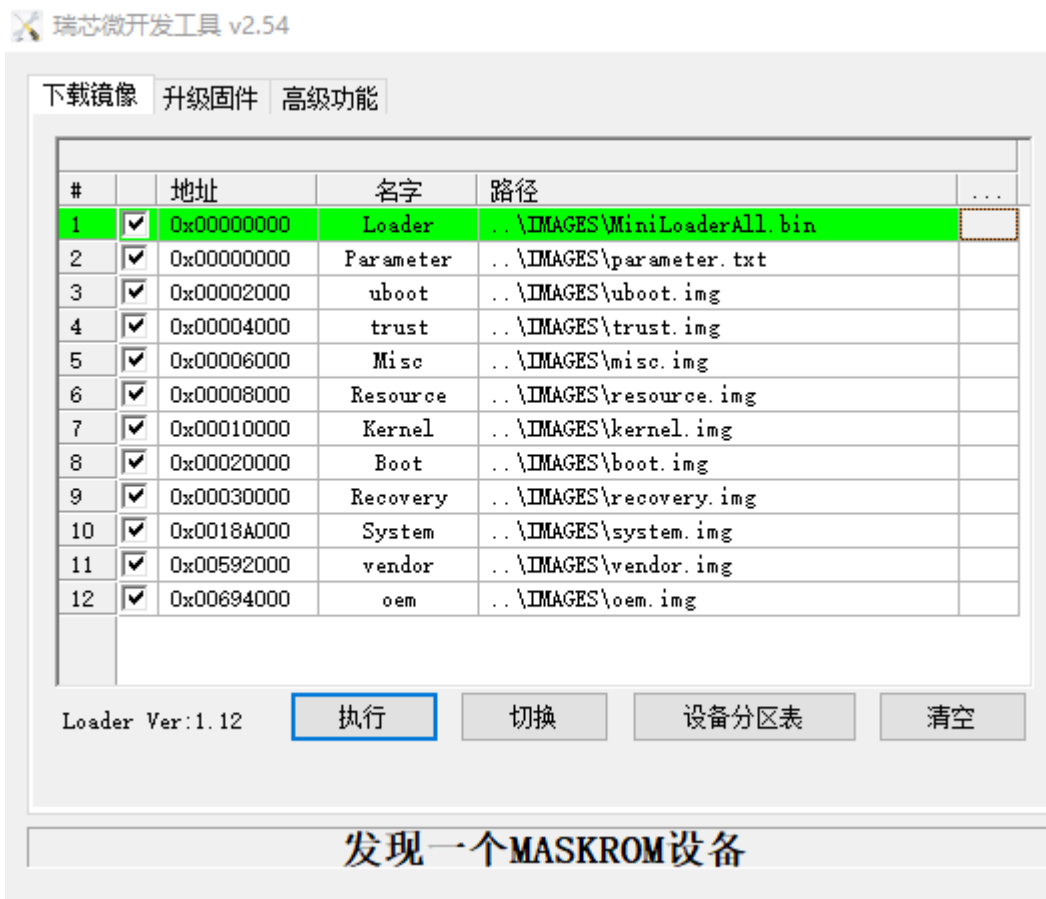 瑞芯微开发工具 v2.54
下载镜像 升级固件 高级功能
# 地址 名字 路径 ...
1 0x00000000 Loader ..\IMAGES\MiniLoaderAll.bin
2 0x00000000 Parameter ..\IMAGES\parameter.txt
3 0x00002000 uboot ..\IMAGES\uboot.img
4 0x00004000 trust ..\IMAGES\trust.img
5 0x00006000 Misc ..\IMAGES\misc.img
6 0x00008000 Resource ..\IMAGES\resource.img
7 0x00010000 Kernel ..\IMAGES\kernel.img
8 0x00020000 Boot ..\IMAGES\boot.img
9 0x00030000 Recovery ..\IMAGES\recovery.img
10 0x0018A000 System ..\IMAGES\system.img
11 0x00592000 vendor ..\IMAGES\vendor.img
12 0x00694000 oem ..\IMAGES\oem.img
Loader Ver:1.12 执行 切换 设备分区表 清空
发现一个MASKROM设备